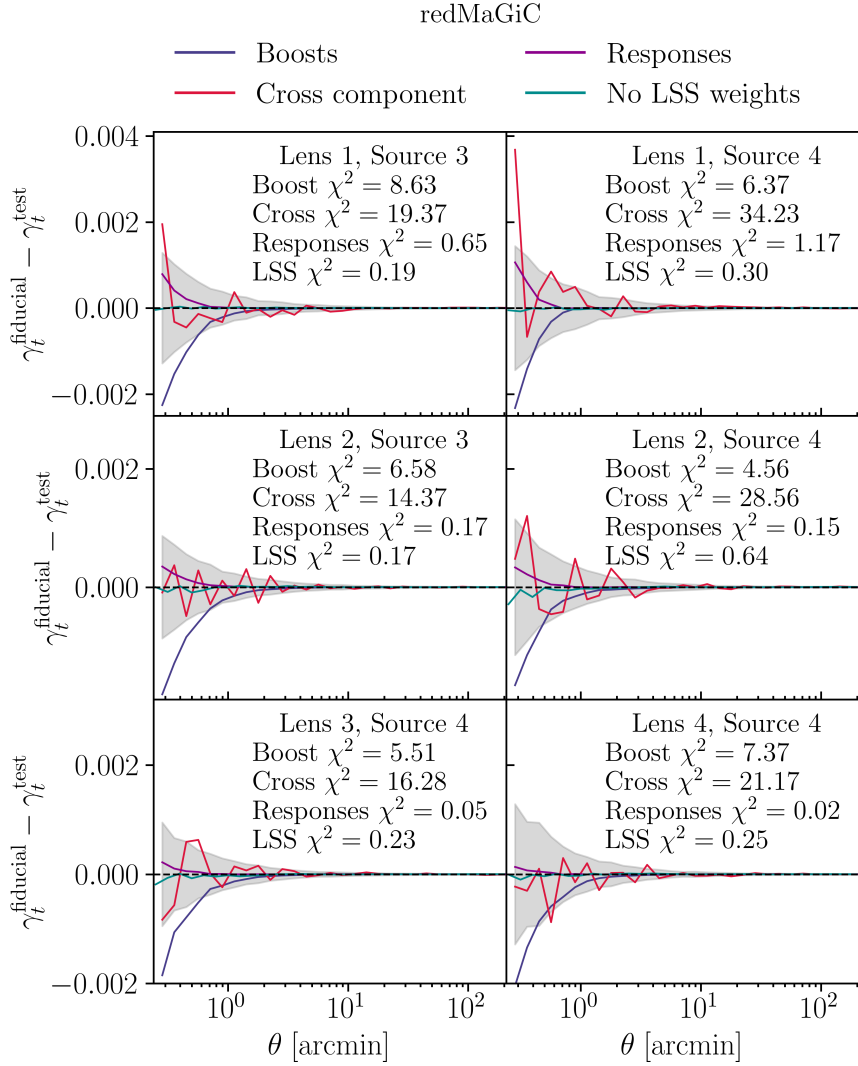 redMaGiC
Boosts
Responses
Cross component
No LSS weights
0.004
0.002
0.000
−0.002
γ_t^fiducial − γ_t^test
Lens 1, Source 3
Boost χ² = 8.63
Cross χ² = 19.37
Responses χ² = 0.65
LSS χ² = 0.19
Lens 1, Source 4
Boost χ² = 6.37
Cross χ² = 34.23
Responses χ² = 1.17
LSS χ² = 0.30
0.002
0.000
γ_t^fiducial − γ_t^test
Lens 2, Source 3
Boost χ² = 6.58
Cross χ² = 14.37
Responses χ² = 0.17
LSS χ² = 0.17
Lens 2, Source 4
Boost χ² = 4.56
Cross χ² = 28.56
Responses χ² = 0.15
LSS χ² = 0.64
0.002
0.000
−0.002
γ_t^fiducial − γ_t^test
Lens 3, Source 4
Boost χ² = 5.51
Cross χ² = 16.28
Responses χ² = 0.05
LSS χ² = 0.23
Lens 4, Source 4
Boost χ² = 7.37
Cross χ² = 21.17
Responses χ² = 0.02
LSS χ² = 0.25
10⁰ 10¹ 10²
10⁰ 10¹ 10²
θ [arcmin]
θ [arcmin]